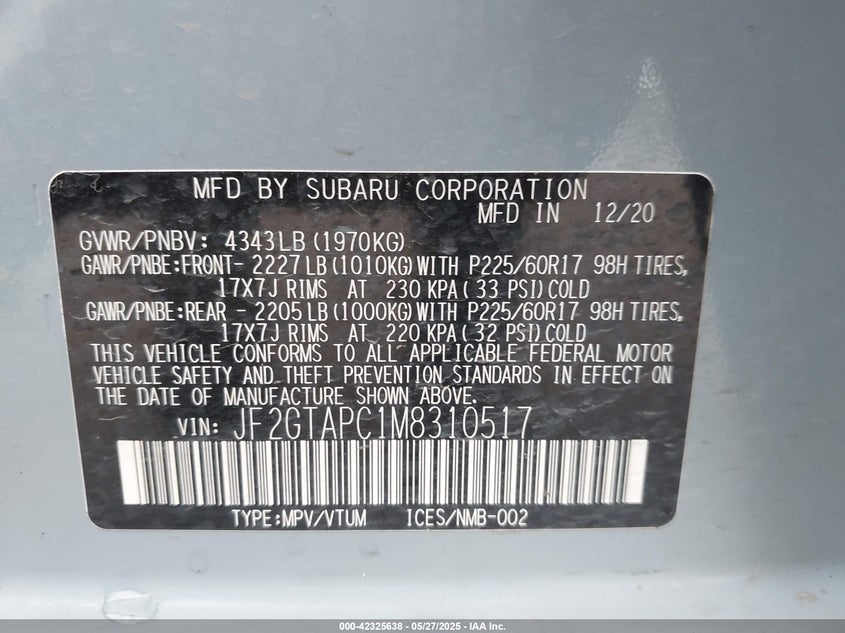 MFD BY SUBARU CORPORATION
MFD IN 12/20
GVWR/PNBV: 4343LB (1970KG)
GAWR/PNBE:FRONT- 2227LB (1010KG) WITH P225/60R17 98H TIRES,
17X7J RIMS AT 230 KPA ( 33 PSI) COLD
GAWR/PNBE:REAR - 2205LB (1000KG) WITH P225/60R17 98H TIRES,
17X7J RIMS AT 220 KPA ( 32 PSI) COLD
THIS VEHICLE CONFORMS TO ALL APPLICABLE FEDERAL MOTOR
VEHICLE SAFETY AND THEFT PREVENTION STANDARDS IN EFFECT ON
THE DATE OF MANUFACTURE SHOWN ABOVE.
VIN: JF2GTAPC1M8310517
TYPE:MPV/VTUM ICES/NMB-002
000-42325638 - 05/27/2025 - IAA Inc.